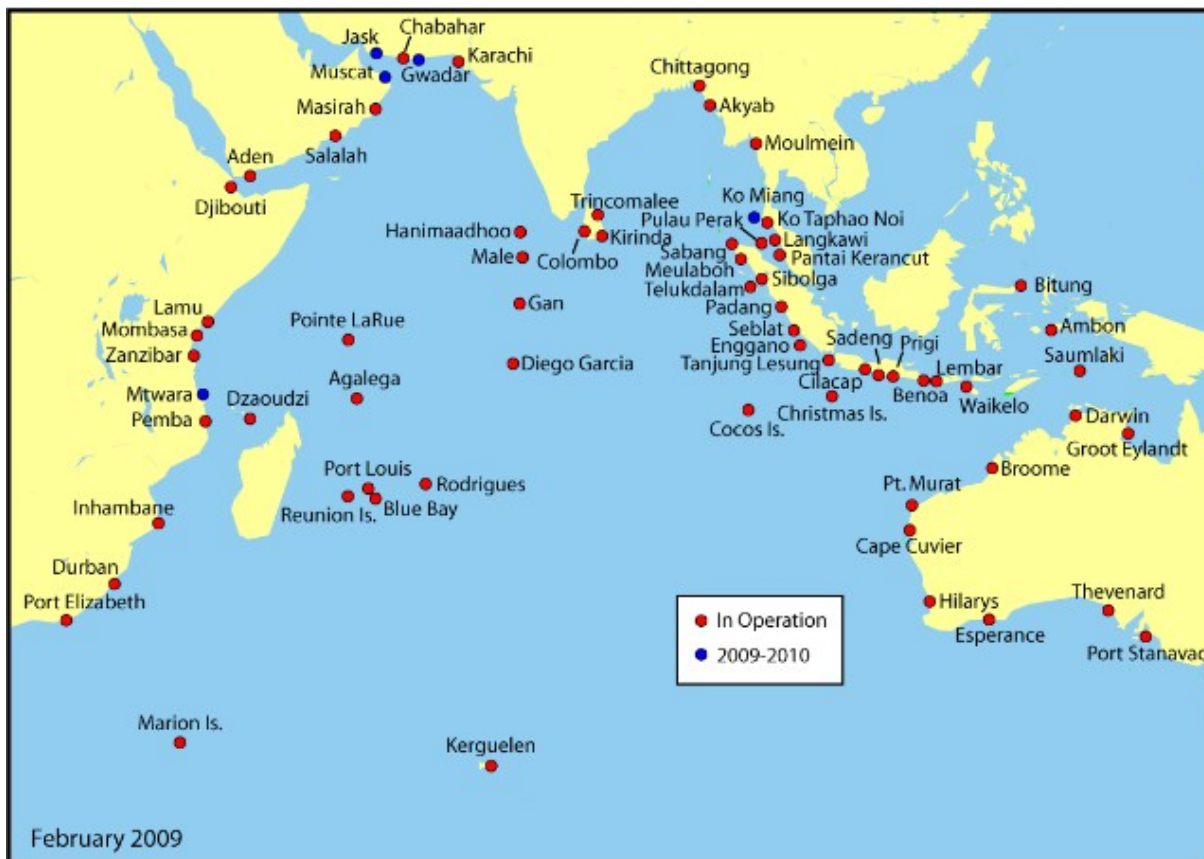 Jask
Chabahar
Karachi
Muscat
Gwadar
Masirah
Salalah
Aden
Djibouti
Chittagong
Akyab
Moulmein
Ko Miang
Trincomalee
Pulau Perak
Ko Taphao Noi
Hanimaadhoo
Kirinda
Langkawi
Male
Colombo
Sabang
Pantai Kerancut
Meulaboh
Sibolga
Telukdalam
Bitung
Gan
Padang
Lamu
Pointe LaRue
Mombasa
Seblat
Sadeng
Prigi
Ambon
Zanzibar
Enggano
Diego Garcia
Tanjung Lesung
Lembar
Saumlaki
Agalega
Cilacap
Benoa
Waikelo
Mtwara
Dzaoudzi
Christmas Is.
Pemba
Cocos Is.
Darwin
Groot Eylandt
Port Louis
Rodrigues
Broome
Reunion Is.
Blue Bay
Pt. Murat
Inhambane
Cape Cuvier
Durban
Port Elizabeth
Hilarys
Thevenard
Esperance
Port Stanavac
In Operation
2009-2010
Marion Is.
Kerguelen
February 2009